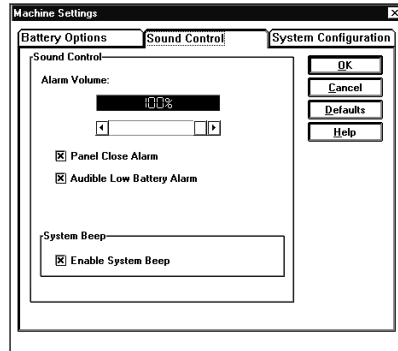 Machine Settings
Battery Options
Sound Control
System Configuration
Sound Control
Alarm Volume:
100%
Panel Close Alarm
Audible Low Battery Alarm
System Beep
Enable System Beep
OK
Cancel
Defaults
Help